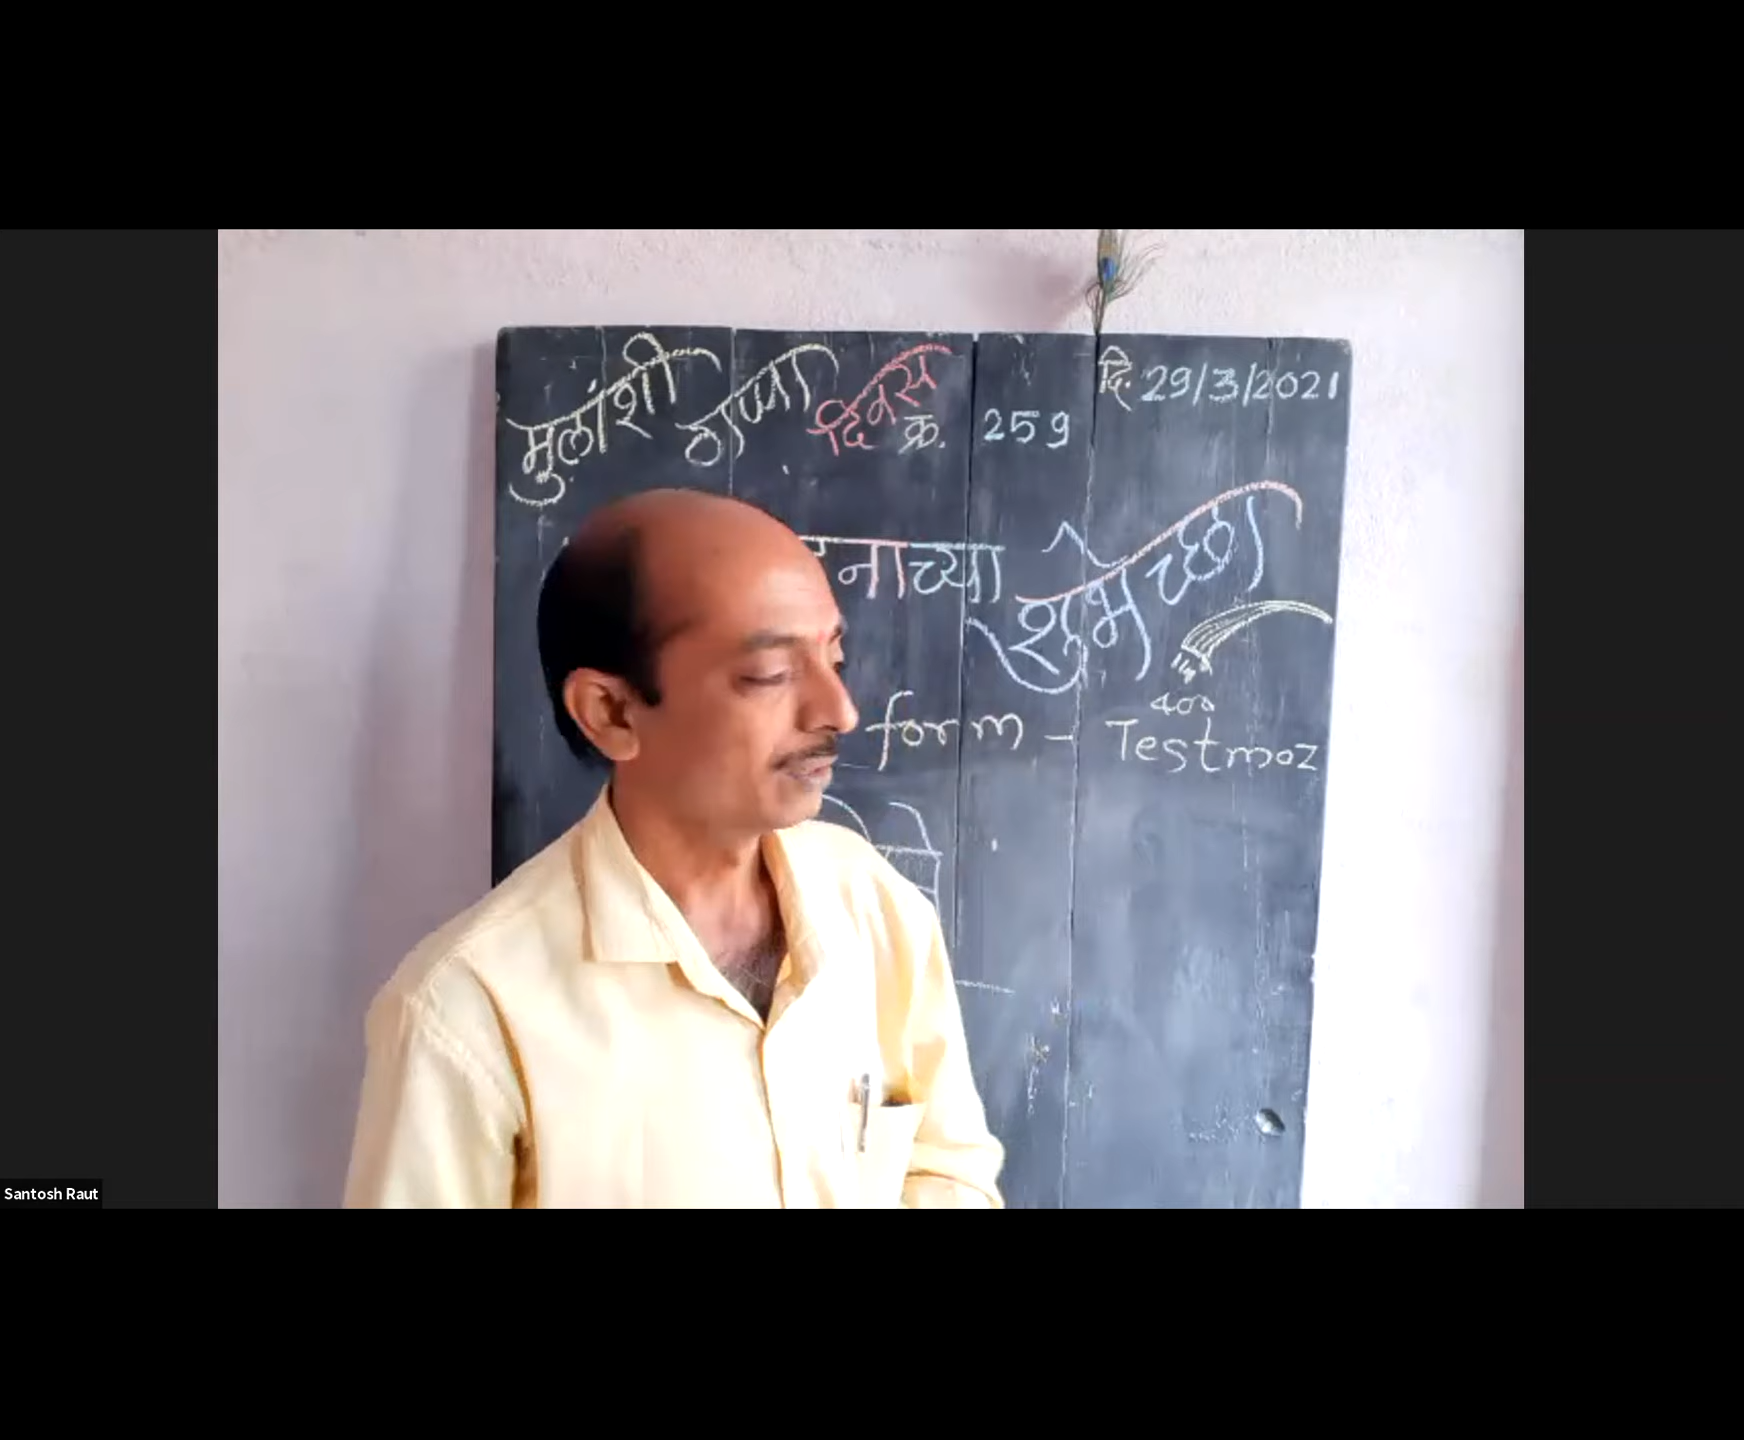 मुलांशी गप्पा दिवस क्र. 259 दि. 29/3/2021
नाच्या शुभेच्छा
400
form - Testmoz
Santosh Raut